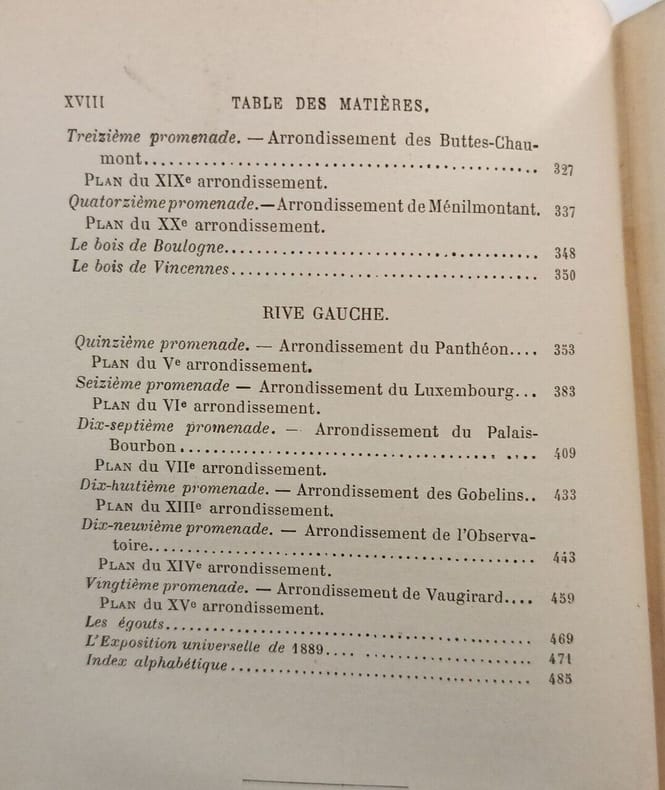 XVIII TABLE DES MATIÈRES.
Treizième promenade. — Arrondissement des Buttes-Chau-
mont........................................ 327
PLAN du XIXe arrondissement.
Quatorzième promenade.—Arrondissement de Ménilmontant. 337
PLAN du XXe arrondissement.
Le bois de Boulogne.................................. 348
Le bois de Vincennes................................. 350
RIVE GAUCHE.
Quinzième promenade. — Arrondissement du Panthéon.... 353
PLAN du Ve arrondissement.
Seizième promenade — Arrondissement du Luxembourg... 383
PLAN du VIe arrondissement.
Dix-septième promenade. — Arrondissement du Palais-
Bourbon........................................ 409
PLAN du VIIe arrondissement.
Dix-huitième promenade. — Arrondissement des Gobelins.. 433
PLAN du XIIIe arrondissement.
Dix-neuvième promenade. — Arrondissement de l'Observa-
toire........................................ 443
PLAN du XIVe arrondissement.
Vingtième promenade. — Arrondissement de Vaugirard.... 459
PLAN du XVe arrondissement.
Les égouts........................................ 469
L'Exposition universelle de 1889.... .................... 471
Index alphabétique.................................. 485